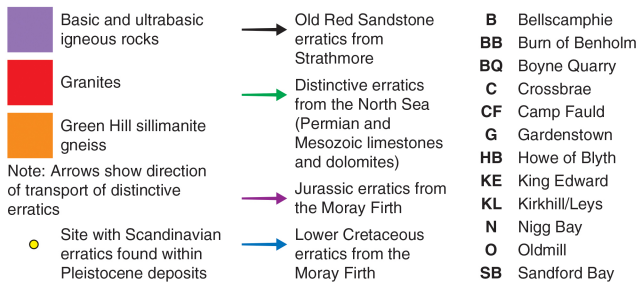 Basic and ultrabasic
igneous rocks
Granites
Green Hill sillimanite
gneiss
Note: Arrows show direction
of transport of distinctive
erratics
Site with Scandinavian
erratics found within
Pleistocene deposits
Old Red Sandstone
erratics from
Strathmore
Distinctive erratics
from the North Sea
(Permian and
Mesozoic limestones
and dolomites)
Jurassic erratics from
the Moray Firth
Lower Cretaceous
erratics from the
Moray Firth
B Bellscamphie
BB Burn of Benholm
BQ Boyne Quarry
C Crossbrae
CF Camp Fauld
G Gardenstown
HB Howe of Blyth
KE King Edward
KL Kirkhill/Leys
N Nigg Bay
O Oldmill
SB Sandford Bay